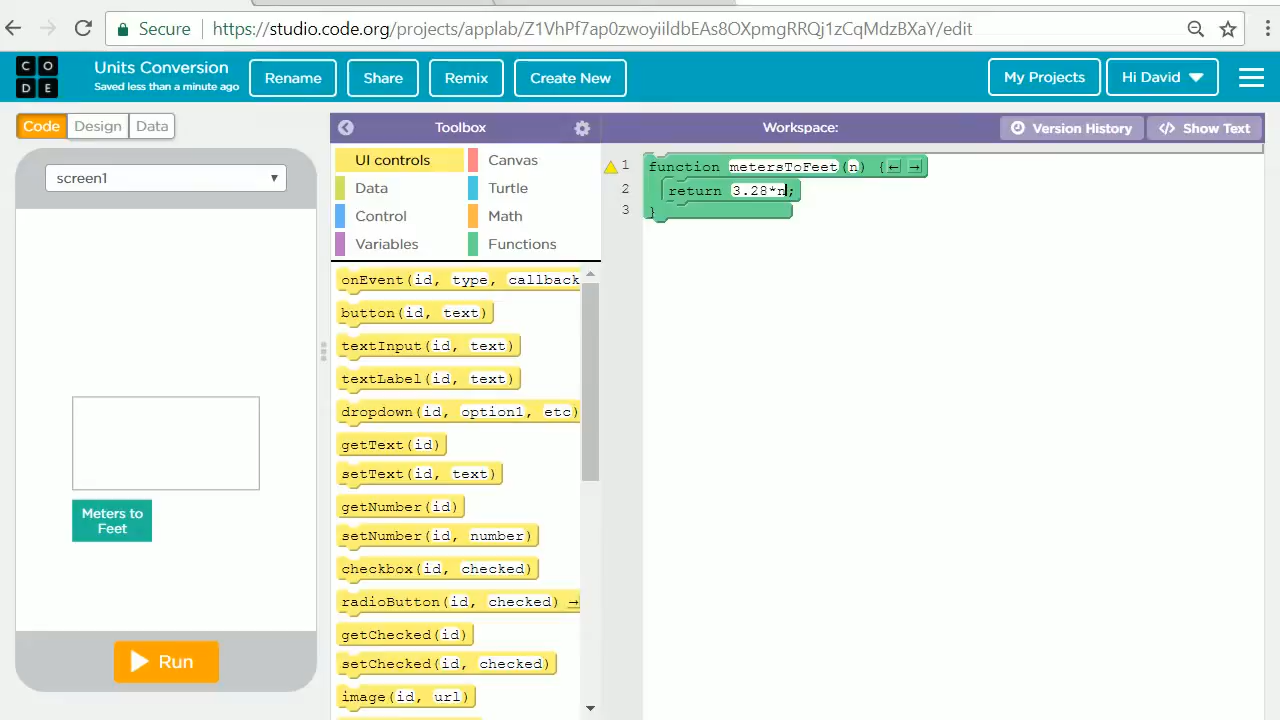 Secure https://studio.code.org/projects/applab/Z1VhPf7ap0zwoyiildbEAs8OXpmgRRQj1zCqMdzBXaY/edit
C O D E
Units Conversion
Saved less than a minute ago
Rename Share Remix Create New My Projects Hi David
Code Design Data Toolbox Workspace: Version History </> Show Text
screen1
UI controls Canvas
Data Turtle
Control Math
Variables Functions
onEvent(id, type, callback
button(id, text)
textInput(id, text)
textLabel(id, text)
dropdown(id, option1, etc)
getText(id)
setText(id, text)
getNumber(id)
setNumber(id, number)
checkbox(id, checked)
radioButton(id, checked) →
getChecked(id)
setChecked(id, checked)
image(id, url)
1 function metersToFeet(n) {← →
2 return 3.28*n;
3 }
Meters to
Feet
Run